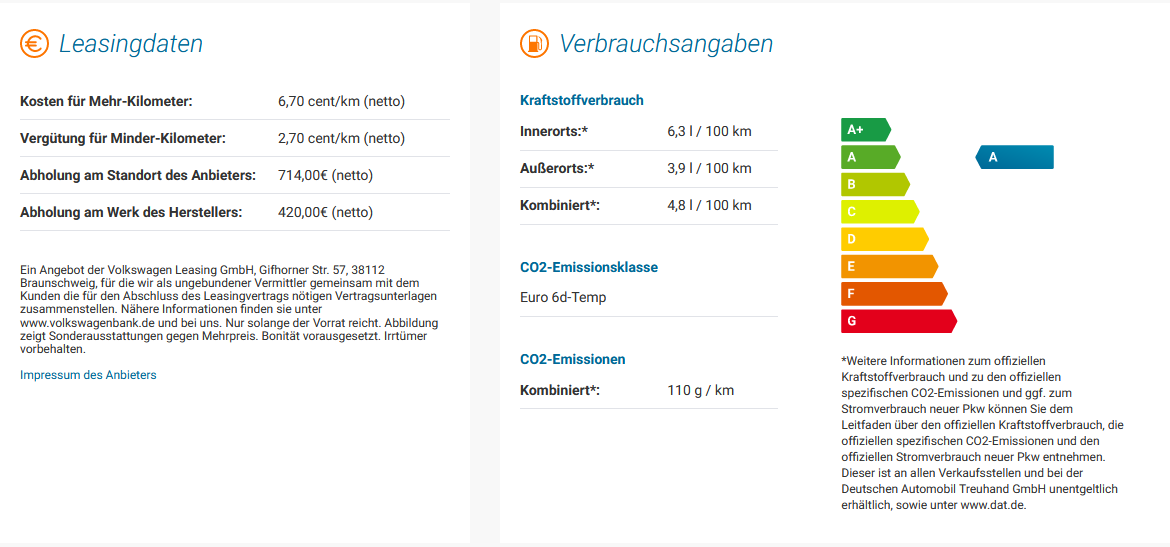 Leasingdaten
Kosten für Mehr-Kilometer: 6,70 cent/km (netto)
Vergütung für Minder-Kilometer: 2,70 cent/km (netto)
Abholung am Standort des Anbieters: 714,00€ (netto)
Abholung am Werk des Herstellers: 420,00€ (netto)
Ein Angebot der Volkswagen Leasing GmbH, Gifhorner Str. 57, 38112
Braunschweig, für die wir als ungebundener Vermittler gemeinsam mit dem
Kunden die für den Abschluss des Leasingvertrags nötigen Vertragsunterlagen
zusammenstellen. Nähere Informationen finden sie unter
www.volkswagenbank.de und bei uns. Nur solange der Vorrat reicht. Abbildung
zeigt Sonderausstattungen gegen Mehrpreis. Bonität vorausgesetzt. Irrtümer
vorbehalten.
Impressum des Anbieters
Verbrauchsangaben
Kraftstoffverbrauch
Innerorts:* 6,3 l / 100 km
Außerorts:* 3,9 l / 100 km
Kombiniert*: 4,8 l / 100 km
CO2-Emissionsklasse
Euro 6d-Temp
CO2-Emissionen
Kombiniert*: 110 g / km
A+
A A
B
C
D
E
F
G
*Weitere Informationen zum offiziellen
Kraftstoffverbrauch und zu den offiziellen
spezifischen CO2-Emissionen und ggf. zum
Stromverbrauch neuer Pkw können Sie dem
Leitfaden über den offiziellen Kraftstoffverbrauch, die
offiziellen spezifischen CO2-Emissionen und den
offiziellen Stromverbrauch neuer Pkw entnehmen.
Dieser ist an allen Verkaufsstellen und bei der
Deutschen Automobil Treuhand GmbH unentgeltlich
erhältlich, sowie unter www.dat.de.